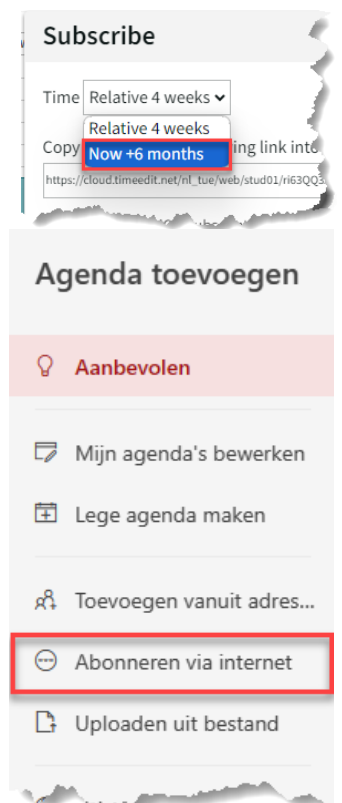 Subscribe
Time Relative 4 weeks
Relative 4 weeks
Copy Now +6 months ing link into
https://cloud.timeedit.net/nl_tue/web/stud01/ri63QQ3
Agenda toevoegen
Aanbevolen
Mijn agenda's bewerken
Lege agenda maken
Toevoegen vanuit adres...
Abonneren via internet
Uploaden uit bestand